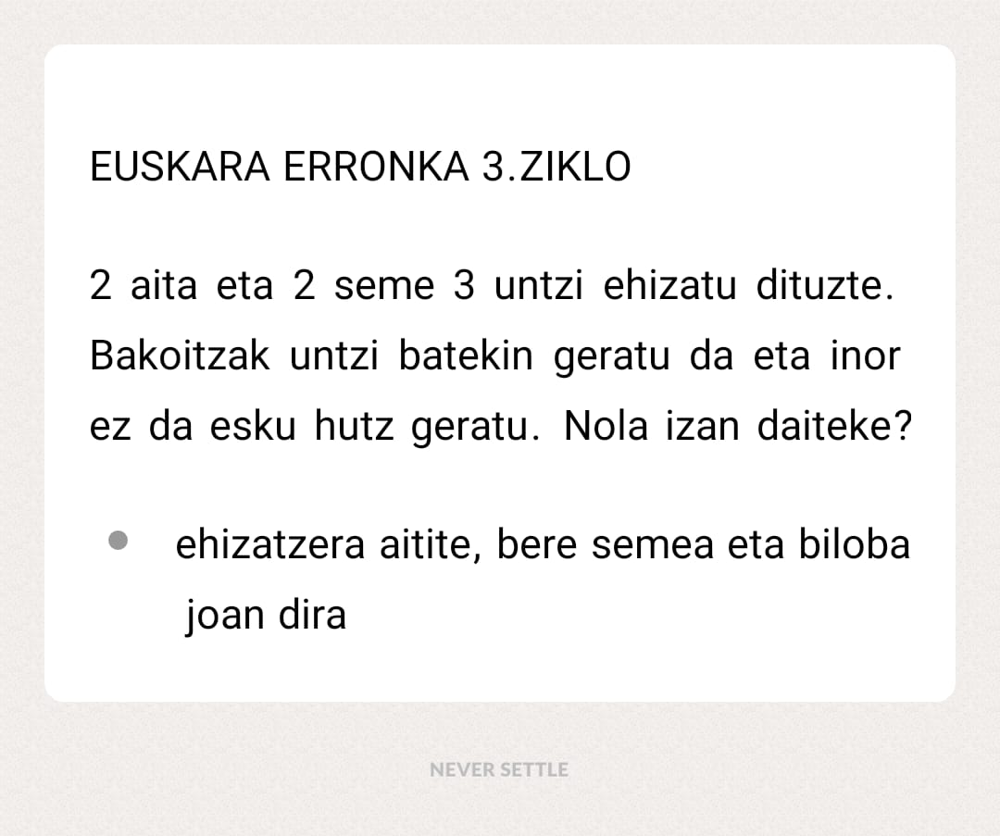 EUSKARA ERRONKA 3.ZIKLO
2 aita eta 2 seme 3 untzi ehizatu dituzte.
Bakoitzak untzi batekin geratu da eta inor
ez da esku hutz geratu. Nola izan daiteke?
ehizatzera aitite, bere semea eta biloba
joan dira
NEVER SETTLE